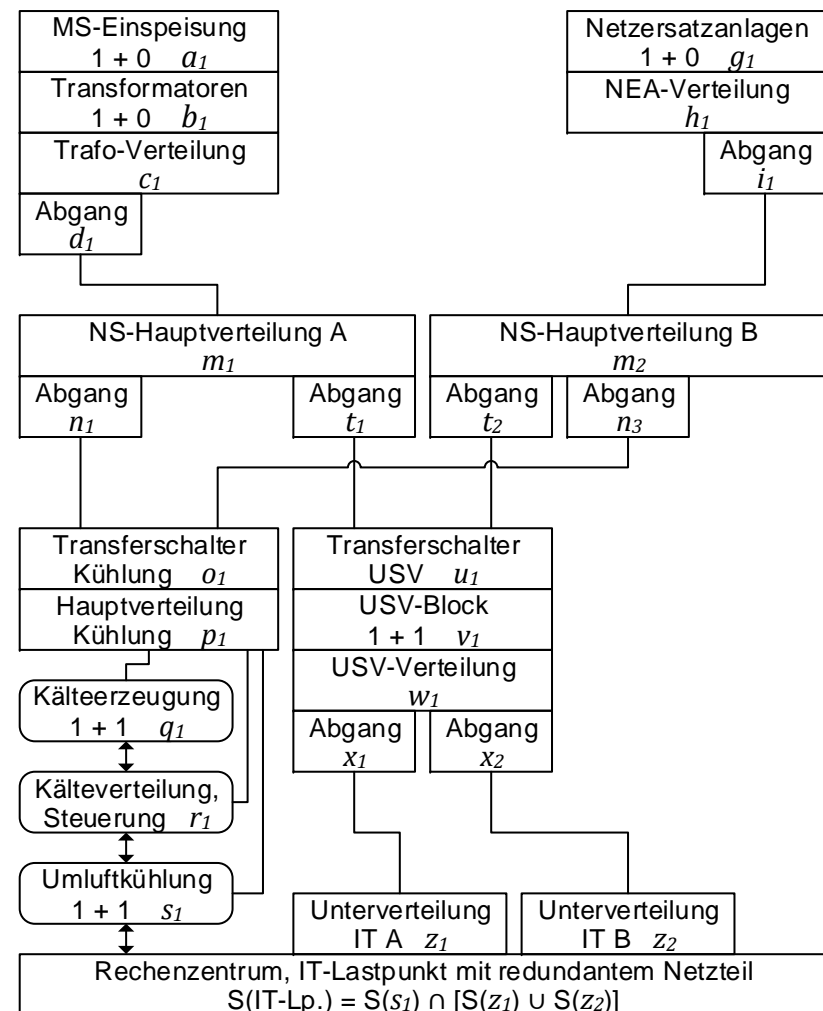 MS-Einspeisung
1 + 0 a1
Transformatoren
1 + 0 b1
Trafo-Verteilung
c1
Abgang
d1
Netzersatzanlagen
1 + 0 g1
NEA-Verteilung
h1
Abgang
i1
NS-Hauptverteilung A
m1
NS-Hauptverteilung B
m2
Abgang
n1
Abgang
t1
Abgang
t2
Abgang
n3
Transferschalter
Kühlung o1
Hauptverteilung
Kühlung p1
Transferschalter
USV u1
USV-Block
1 + 1 v1
USV-Verteilung
w1
Abgang
x1
Abgang
x2
Kälteerzeugung
1 + 1 q1
Kälteverteilung,
Steuerung r1
Umluftkühlung
1 + 1 s1
Unterverteilung
IT A z1
Unterverteilung
IT B z2
Rechenzentrum, IT-Lastpunkt mit redundantem Netzteil
S(IT-Lp.) = S(s1) ∩ [S(z1) ∪ S(z2)]